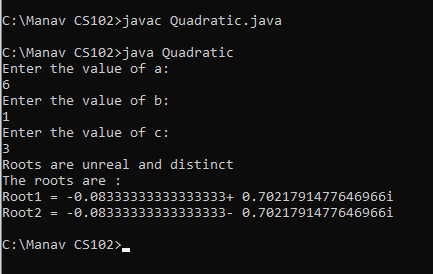 C:\Manav CS102>javac Quadratic.java
C:\Manav CS102>java Quadratic
Enter the value of a:
6
Enter the value of b:
1
Enter the value of c:
3
Roots are unreal and distinct
The roots are :
Root1 = -0.08333333333333333+ 0.7021791477646966i
Root2 = -0.08333333333333333- 0.7021791477646966i
C:\Manav CS102>